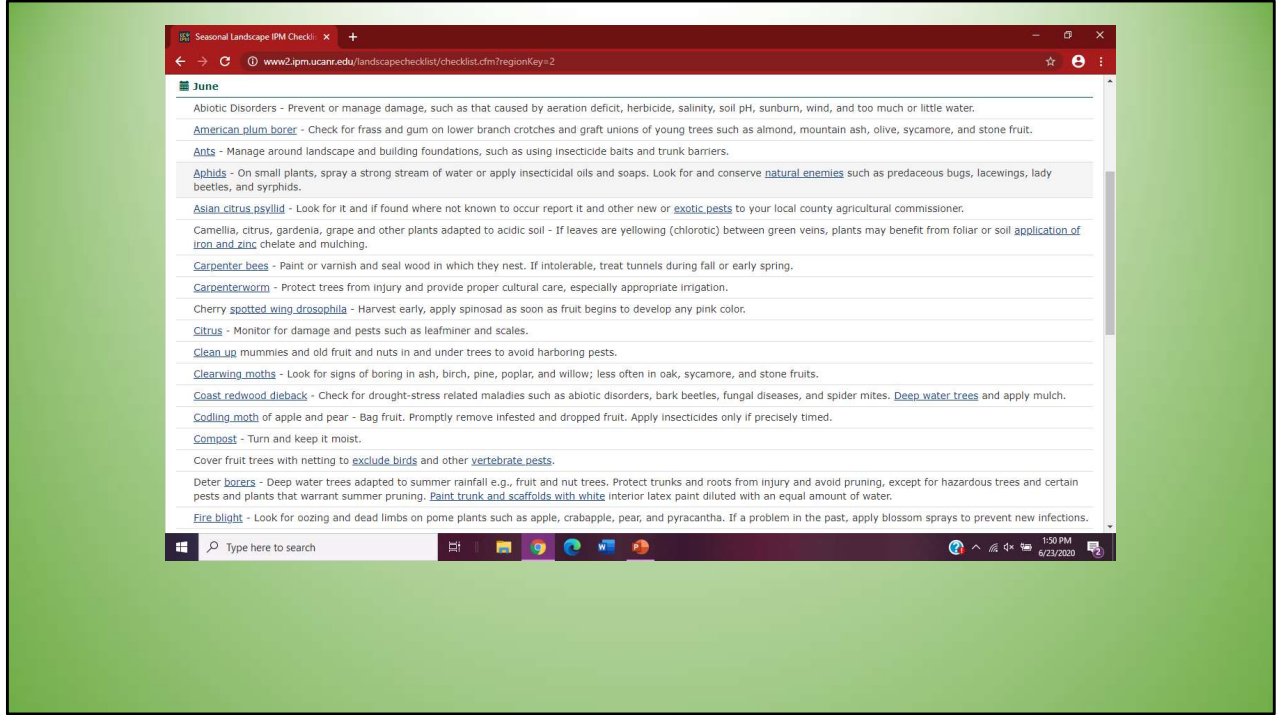 Seasonal Landscape IPM Checklis
www2.ipm.ucanr.edu/landscapechecklist/checklist.cfm?regionKey=2
June
Abiotic Disorders - Prevent or manage damage, such as that caused by aeration deficit, herbicide, salinity, soil pH, sunburn, wind, and too much or little water.
American plum borer - Check for frass and gum on lower branch crotches and graft unions of young trees such as almond, mountain ash, olive, sycamore, and stone fruit.
Ants - Manage around landscape and building foundations, such as using insecticide baits and trunk barriers.
Aphids - On small plants, spray a strong stream of water or apply insecticidal oils and soaps. Look for and conserve natural enemies such as predaceous bugs, lacewings, lady
beetles, and syrphids.
Asian citrus psyllid - Look for it and if found where not known to occur report it and other new or exotic pests to your local county agricultural commissioner.
Camellia, citrus, gardenia, grape and other plants adapted to acidic soil - If leaves are yellowing (chlorotic) between green veins, plants may benefit from foliar or soil application of
iron and zinc chelate and mulching.
Carpenter bees - Paint or varnish and seal wood in which they nest. If intolerable, treat tunnels during fall or early spring.
Carpenterworm - Protect trees from injury and provide proper cultural care, especially appropriate irrigation.
Cherry spotted wing drosophila - Harvest early, apply spinosad as soon as fruit begins to develop any pink color.
Citrus - Monitor for damage and pests such as leafminer and scales.
Clean up mummies and old fruit and nuts in and under trees to avoid harboring pests.
Clearwing moths - Look for signs of boring in ash, birch, pine, poplar, and willow; less often in oak, sycamore, and stone fruits.
Coast redwood dieback - Check for drought-stress related maladies such as abiotic disorders, bark beetles, fungal diseases, and spider mites. Deep water trees and apply mulch.
Codling moth of apple and pear - Bag fruit. Promptly remove infested and dropped fruit. Apply insecticides only if precisely timed.
Compost - Turn and keep it moist.
Cover fruit trees with netting to exclude birds and other vertebrate pests.
Deter borers - Deep water trees adapted to summer rainfall e.g., fruit and nut trees. Protect trunks and roots from injury and avoid pruning, except for hazardous trees and certain
pests and plants that warrant summer pruning. Paint trunk and scaffolds with white interior latex paint diluted with an equal amount of water.
Fire blight - Look for oozing and dead limbs on pome plants such as apple, crabapple, pear, and pyracantha. If a problem in the past, apply blossom sprays to prevent new infections.
Type here to search
1:50 PM
6/23/2020
2